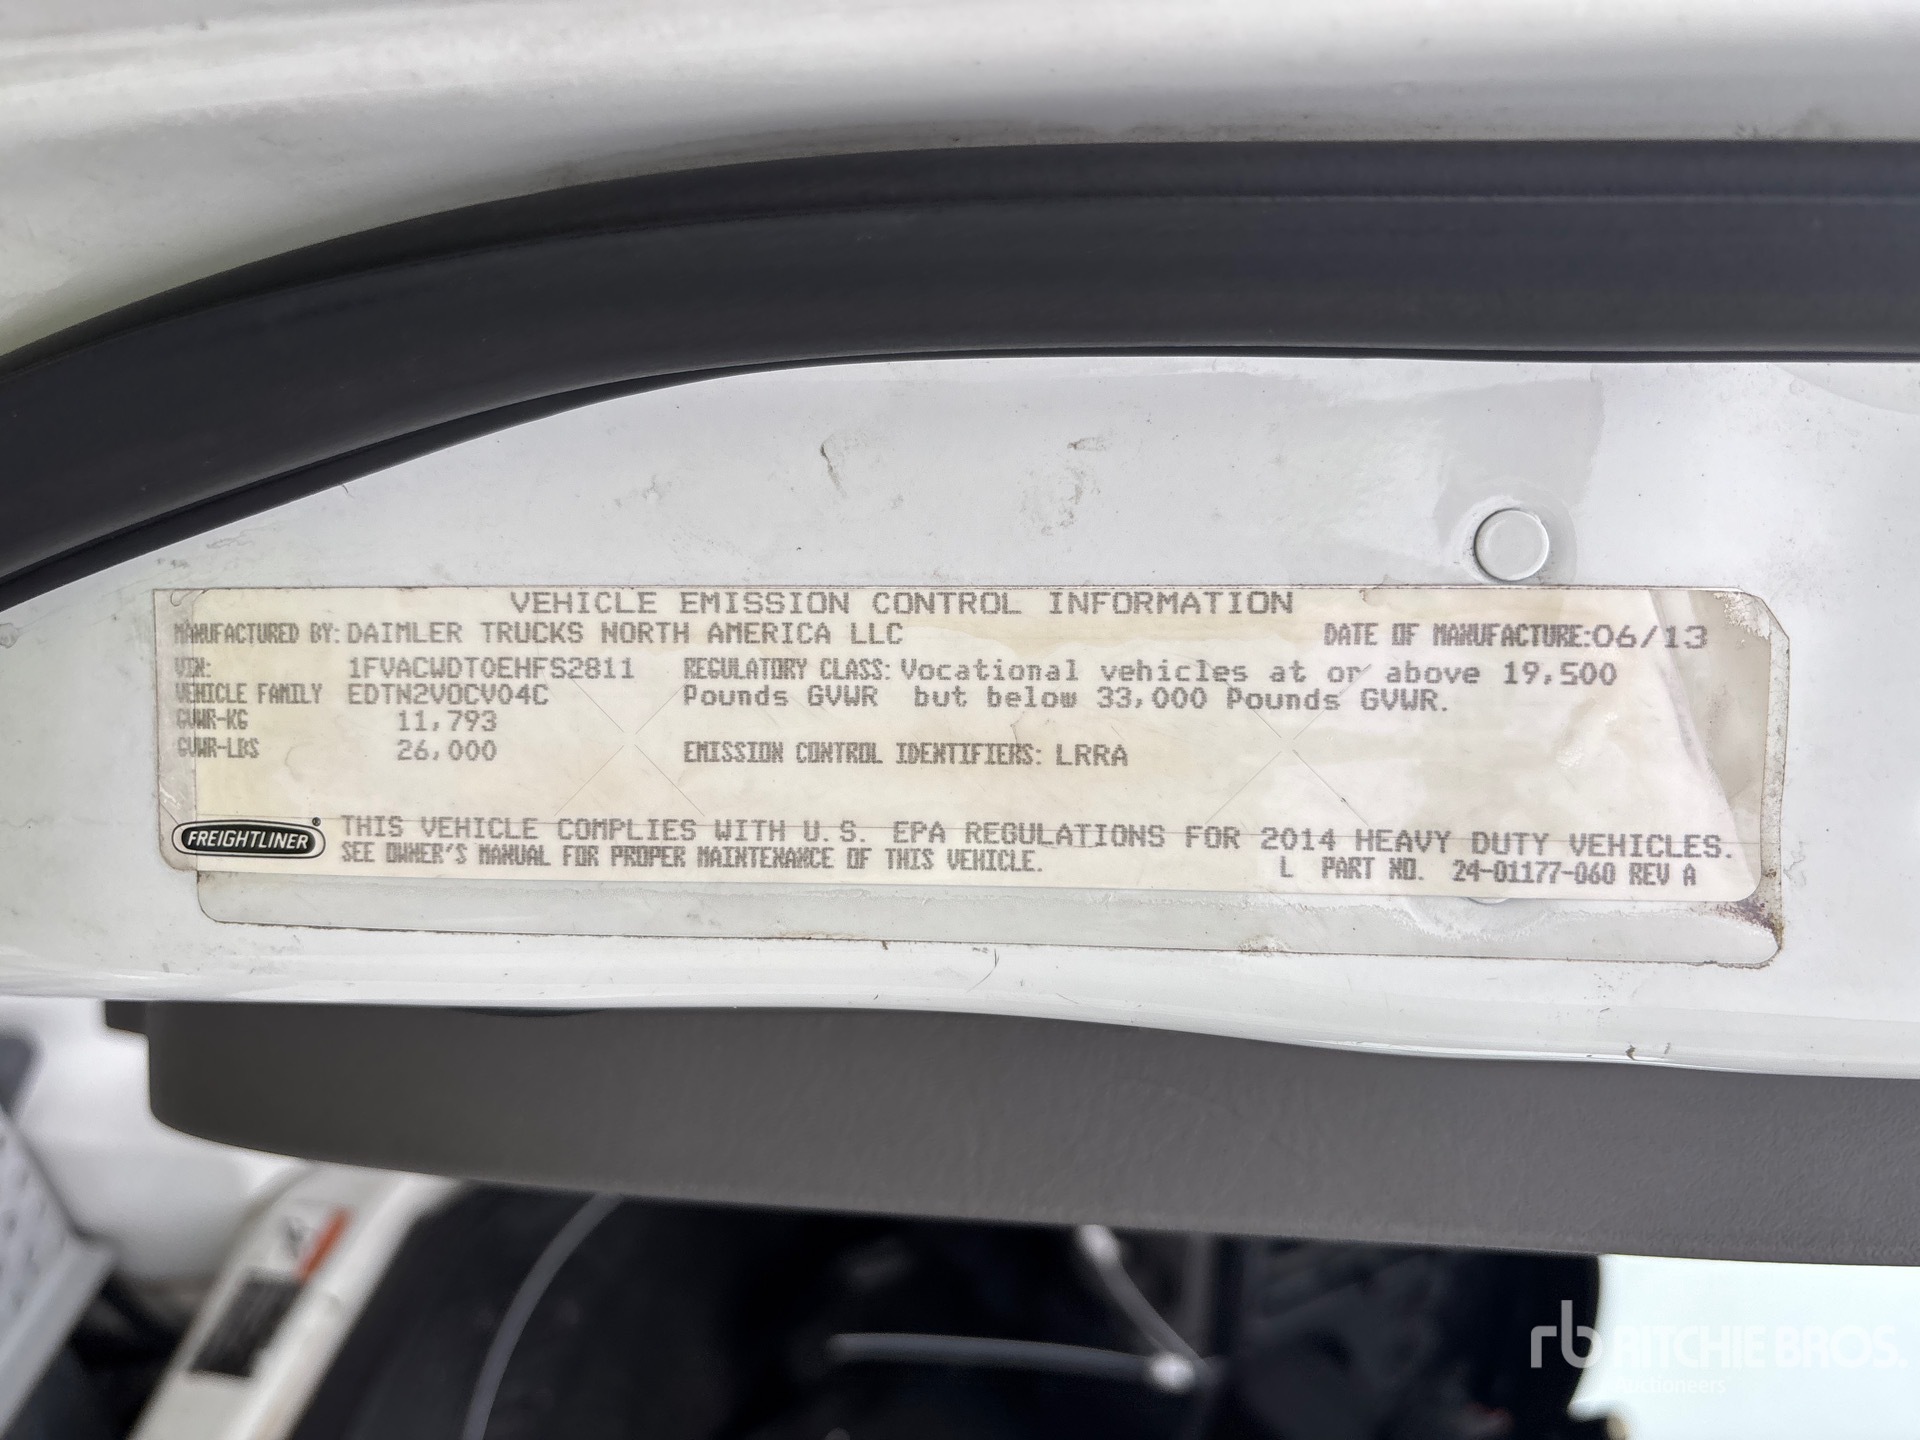 VEHICLE EMISSION CONTROL INFORMATION
MANUFACTURED BY: DAIMLER TRUCKS NORTH AMERICA LLC DATE OF MANUFACTURE: 06/13
VIN: 1FVACWDT0EHFS2811 REGULATORY CLASS: Vocational vehicles at or above 19,500
VEHICLE FAMILY EDTN2VOCV04C Pounds GVWR but below 33,000 Pounds GVWR.
GVWR-KG 11,793
GVWR-LBS 26,000 EMISSION CONTROL IDENTIFIERS: LRRA
FREIGHTLINER® THIS VEHICLE COMPLIES WITH U.S. EPA REGULATIONS FOR 2014 HEAVY DUTY VEHICLES.
SEE OWNER'S MANUAL FOR PROPER MAINTENANCE OF THIS VEHICLE. L PART NO. 24-01177-060 REV A
rb RITCHIE BROS.
Auctioneers